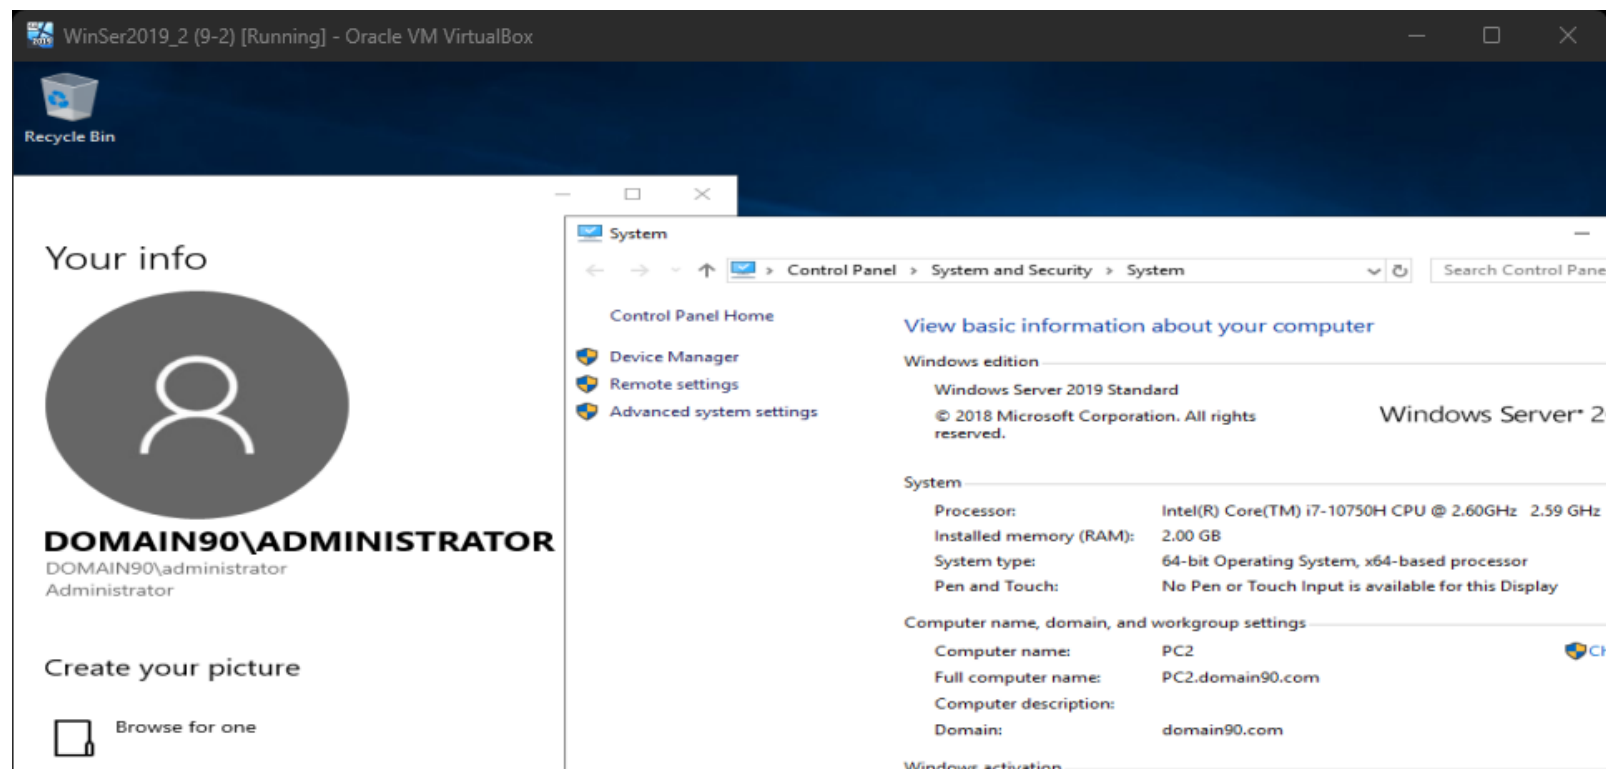 WinSer2019_2 (9-2) [Running] - Oracle VM VirtualBox
Recycle Bin
Your info
DOMAIN90\ADMINISTRATOR
DOMAIN90\administrator
Administrator
Create your picture
Browse for one
System
Control Panel > System and Security > System
Search Control Pane
Control Panel Home
Device Manager
Remote settings
Advanced system settings
View basic information about your computer
Windows edition
Windows Server 2019 Standard
© 2018 Microsoft Corporation. All rights
reserved.
Windows Server® 2
System
Processor: Intel(R) Core(TM) i7-10750H CPU @ 2.60GHz 2.59 GHz
Installed memory (RAM): 2.00 GB
System type: 64-bit Operating System, x64-based processor
Pen and Touch: No Pen or Touch Input is available for this Display
Computer name, domain, and workgroup settings
Computer name: PC2
Full computer name: PC2.domain90.com
Computer description:
Domain: domain90.com
Windows activation